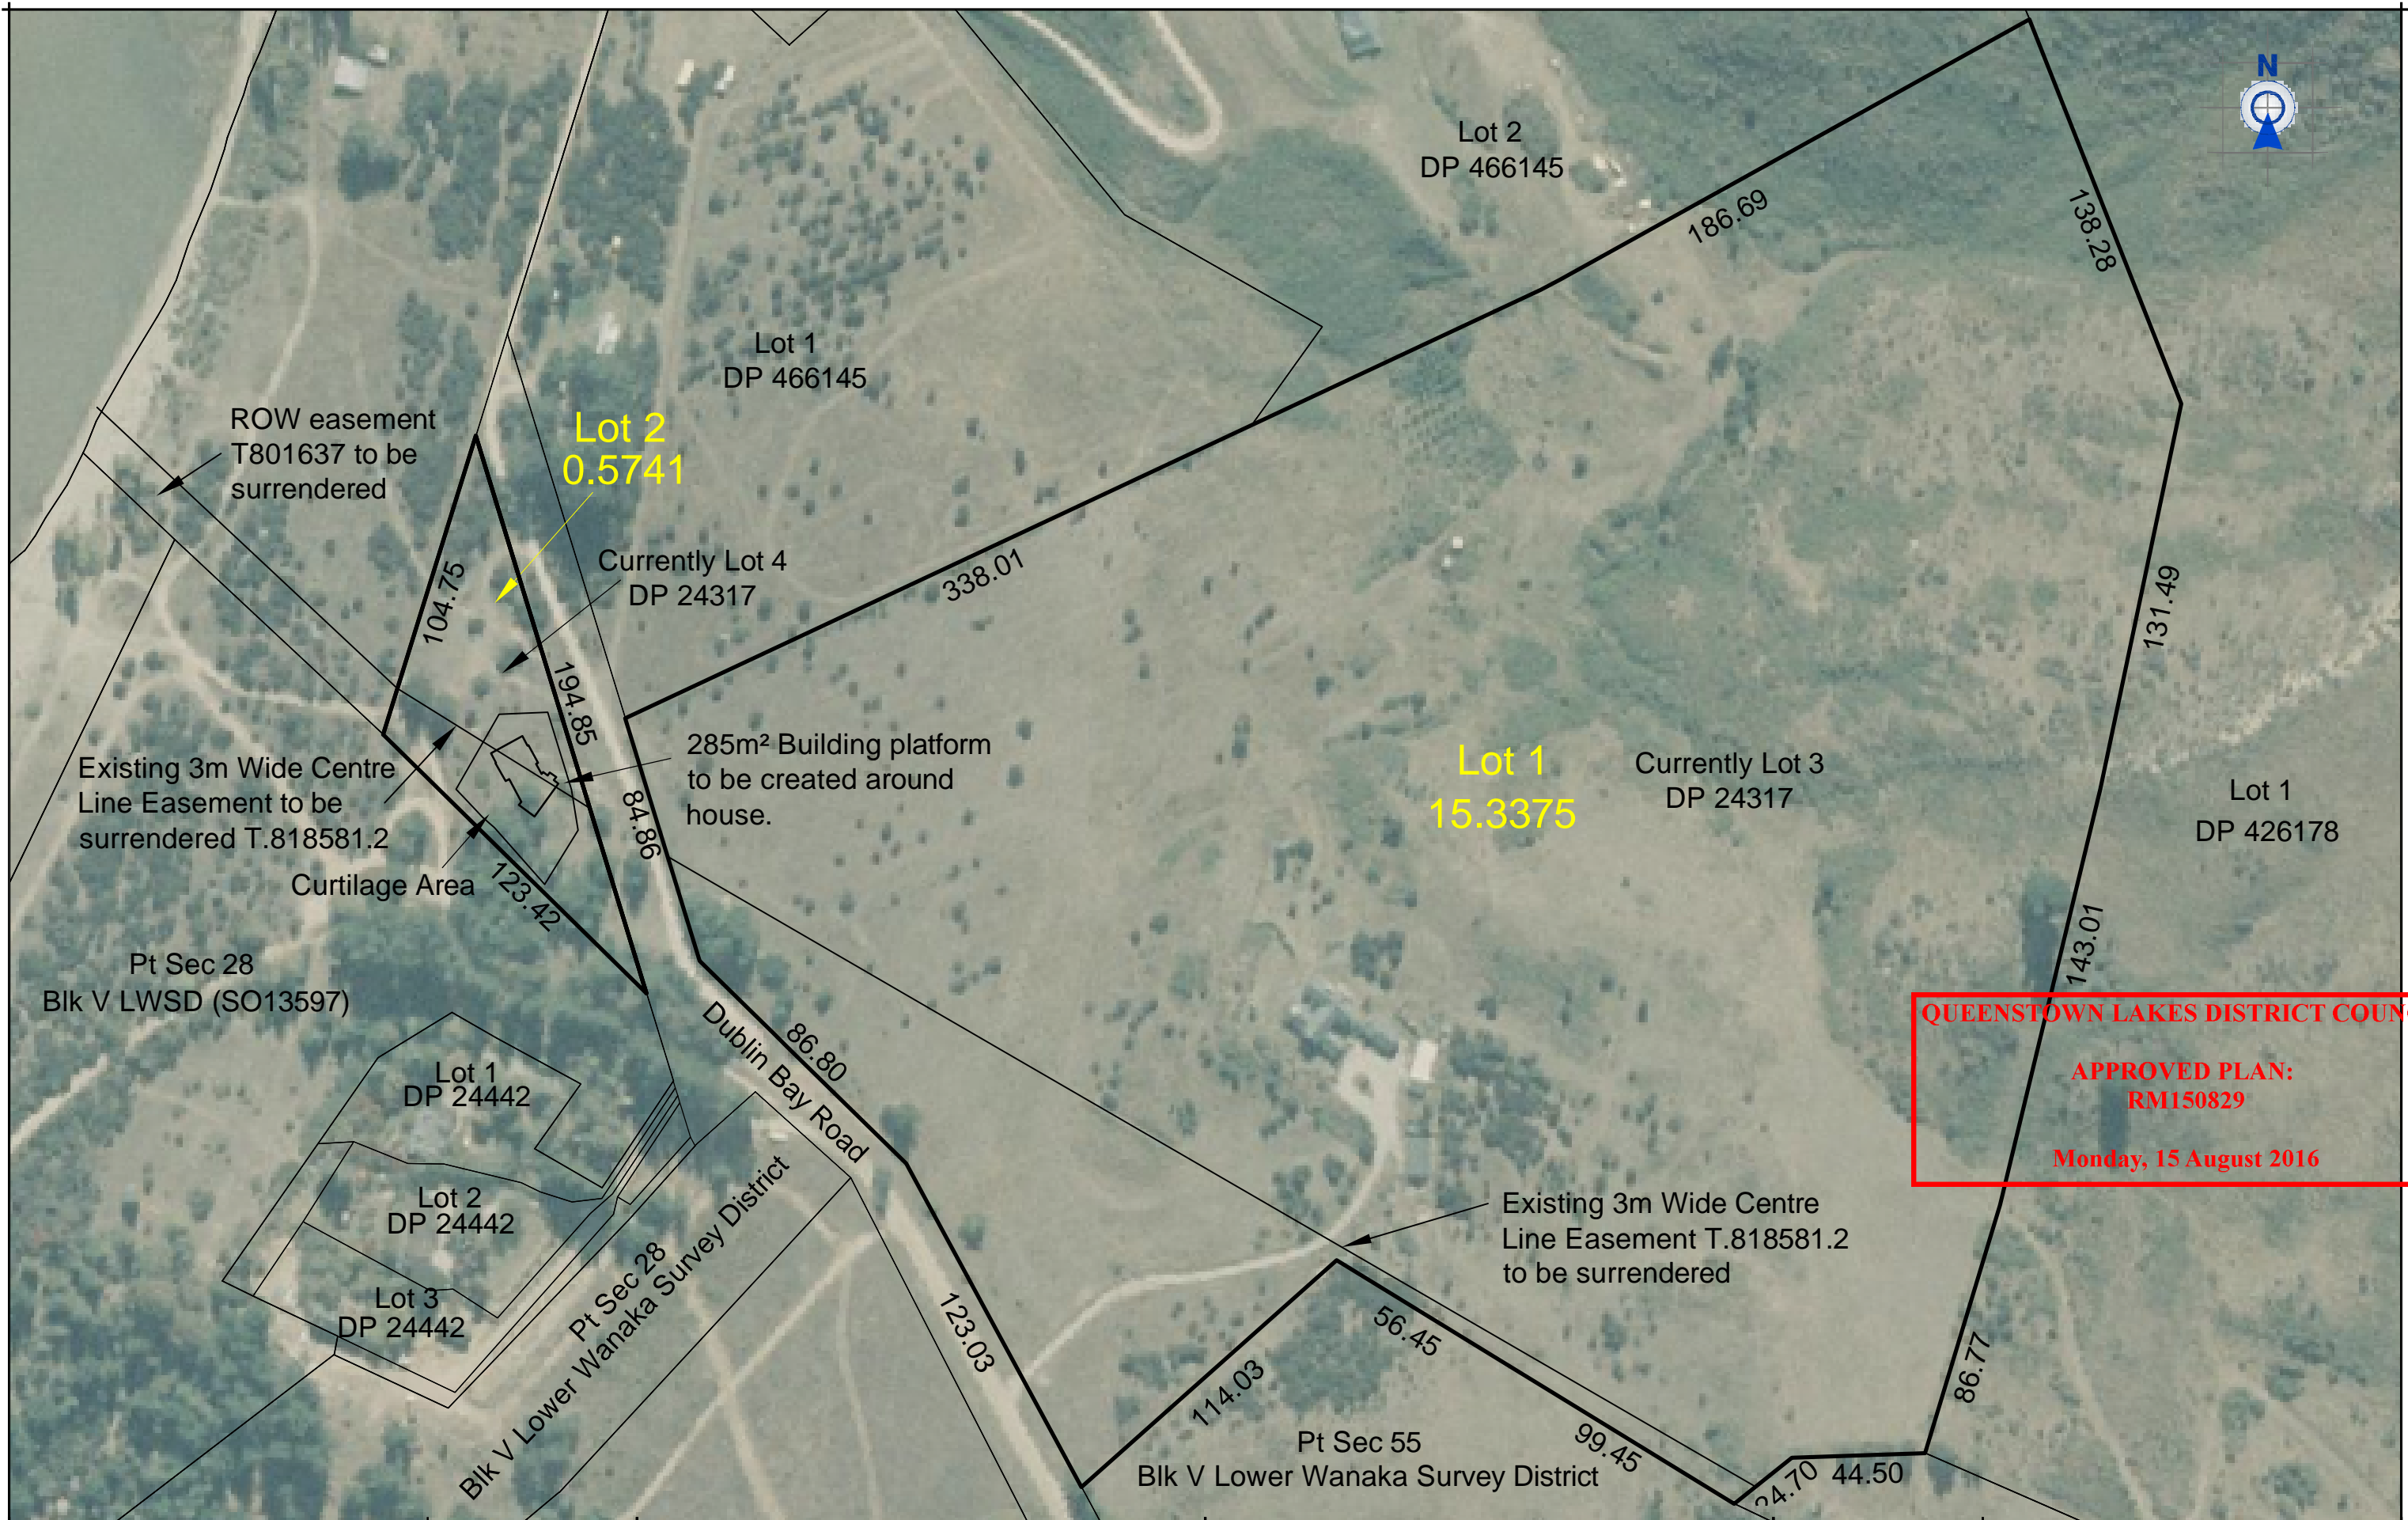 N
Lot 2
DP 466145
186.69
138.28
Lot 1
DP 466145
ROW easement
T801637 to be
surrendered
Lot 2
0.5741
Currently Lot 4
DP 24317
104.75
338.01
131.49
194.85
285m² Building platform
to be created around
house.
84.86
Existing 3m Wide Centre
Line Easement to be
surrendered T.818581.2
Curtilage Area
123.42
Lot 1
15.3375
Currently Lot 3
DP 24317
Lot 1
DP 426178
143.01
Pt Sec 28
Blk V LWSD (SO13597)
QUEENSTOWN LAKES DISTRICT COUN
APPROVED PLAN:
RM150829
Monday, 15 August 2016
Dublin Bay Road
86.80
Lot 1
DP 24442
Lot 2
DP 24442
Lot 3
DP 24442
Pt Sec 28
Blk V Lower Wanaka Survey District
123.03
Existing 3m Wide Centre
Line Easement T.818581.2
to be surrendered
114.03
56.45
99.45
86.77
Pt Sec 55
Blk V Lower Wanaka Survey District
24.70
44.50